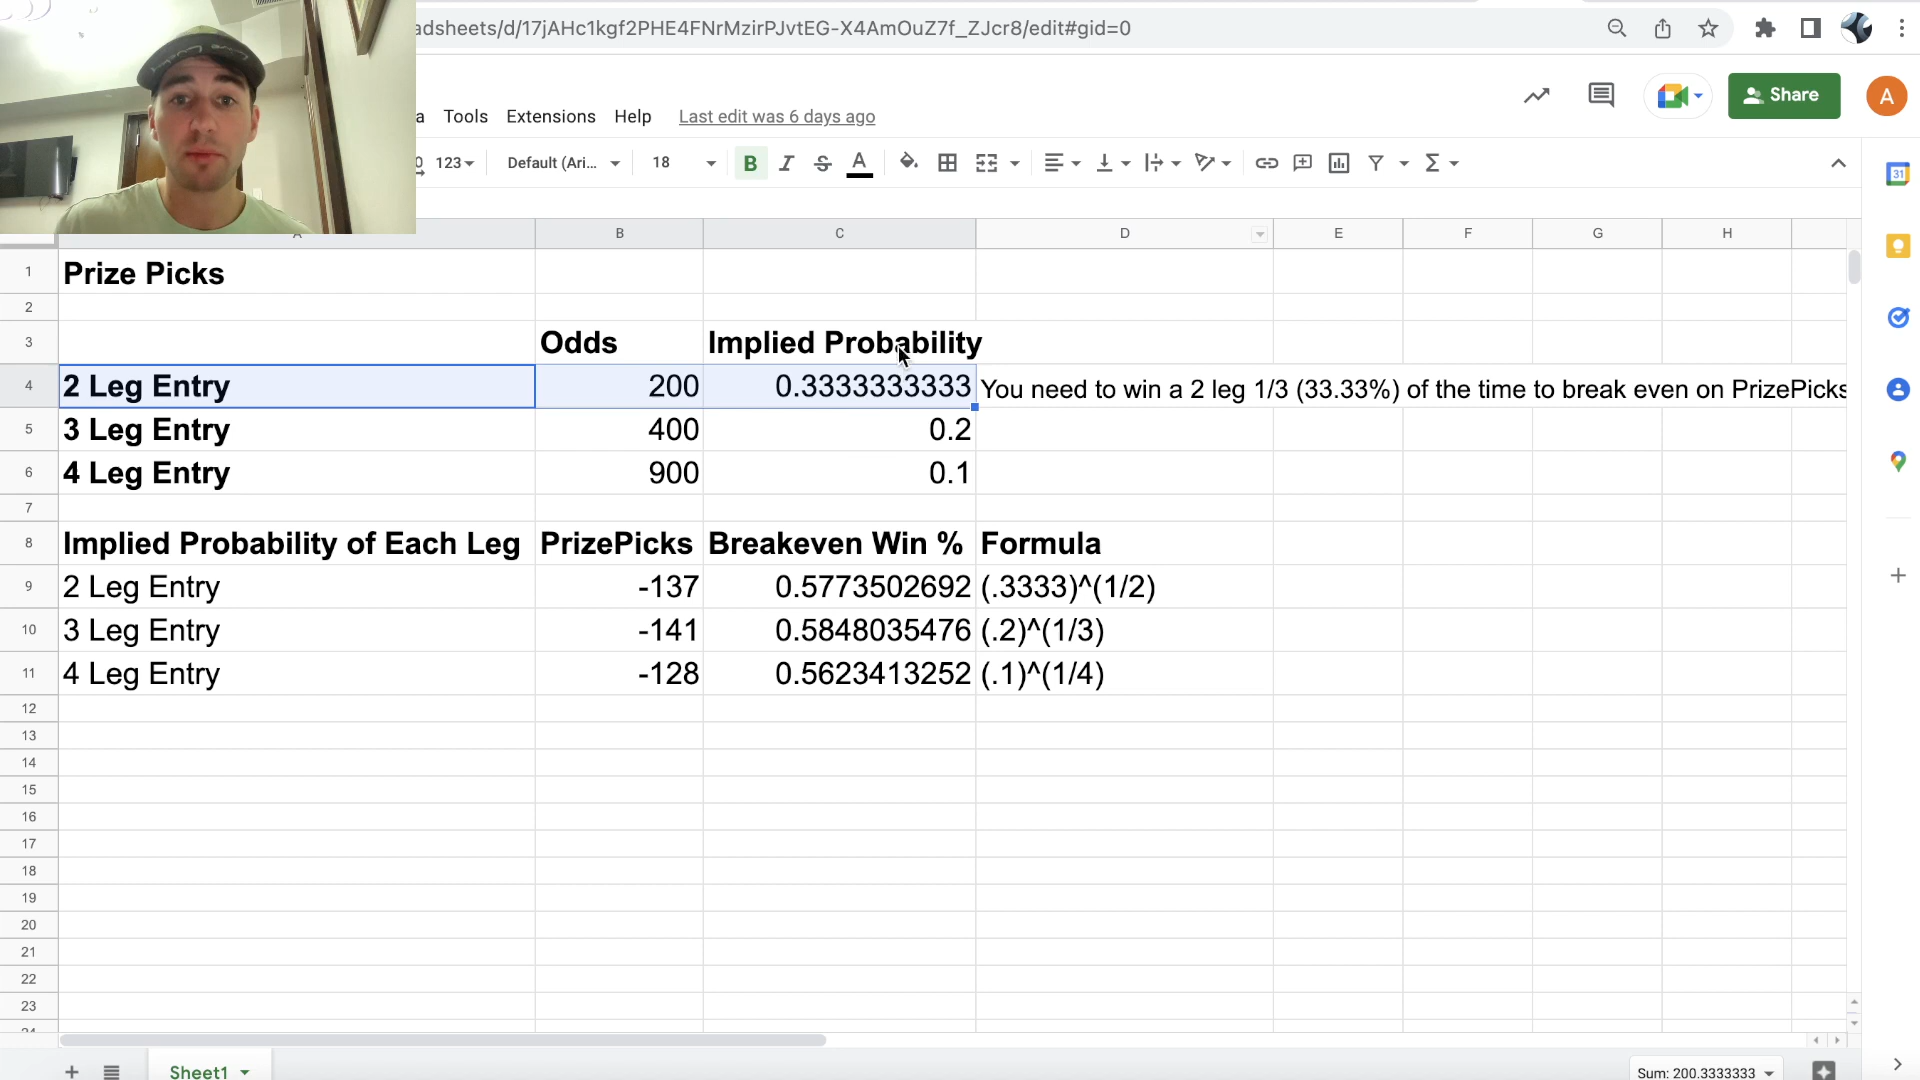 adsheets/d/17jAHc1kgf2PHE4FNrMzirPJvtEG-X4AmOuZ7f_ZJcr8/edit#gid=0
a Tools Extensions Help Last edit was 6 days ago
Share
A
123 Default (Ari... 18 B I S A Σ
31
A B C D E F G H
1 Prize Picks
2
3 Odds Implied Probability
4 2 Leg Entry 200 0.3333333333 You need to win a 2 leg 1/3 (33.33%) of the time to break even on PrizePicks
5 3 Leg Entry 400 0.2
6 4 Leg Entry 900 0.1
7
8 Implied Probability of Each Leg PrizePicks Breakeven Win % Formula
9 2 Leg Entry -137 0.5773502692 (.3333)^(1/2)
10 3 Leg Entry -141 0.5848035476 (.2)^(1/3)
11 4 Leg Entry -128 0.5623413252 (.1)^(1/4)
12
13
14
15
16
17
18
19
20
21
22
23
24
Sheet1
Sum: 200.3333333